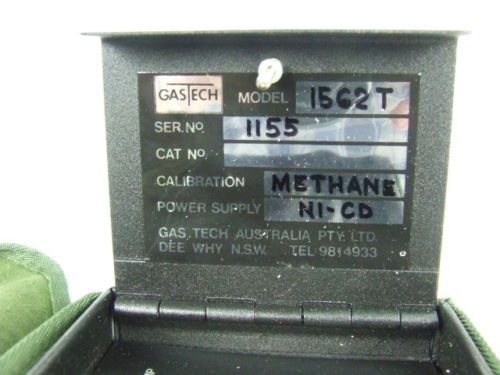 GASTECH MODEL 1562T
SER.NO. 1155
CAT NO.
CALIBRATION METHANE
POWER SUPPLY NI-CD
GAS TECH AUSTRALIA PTY. LTD.
DEE WHY N.S.W. TEL 9814933